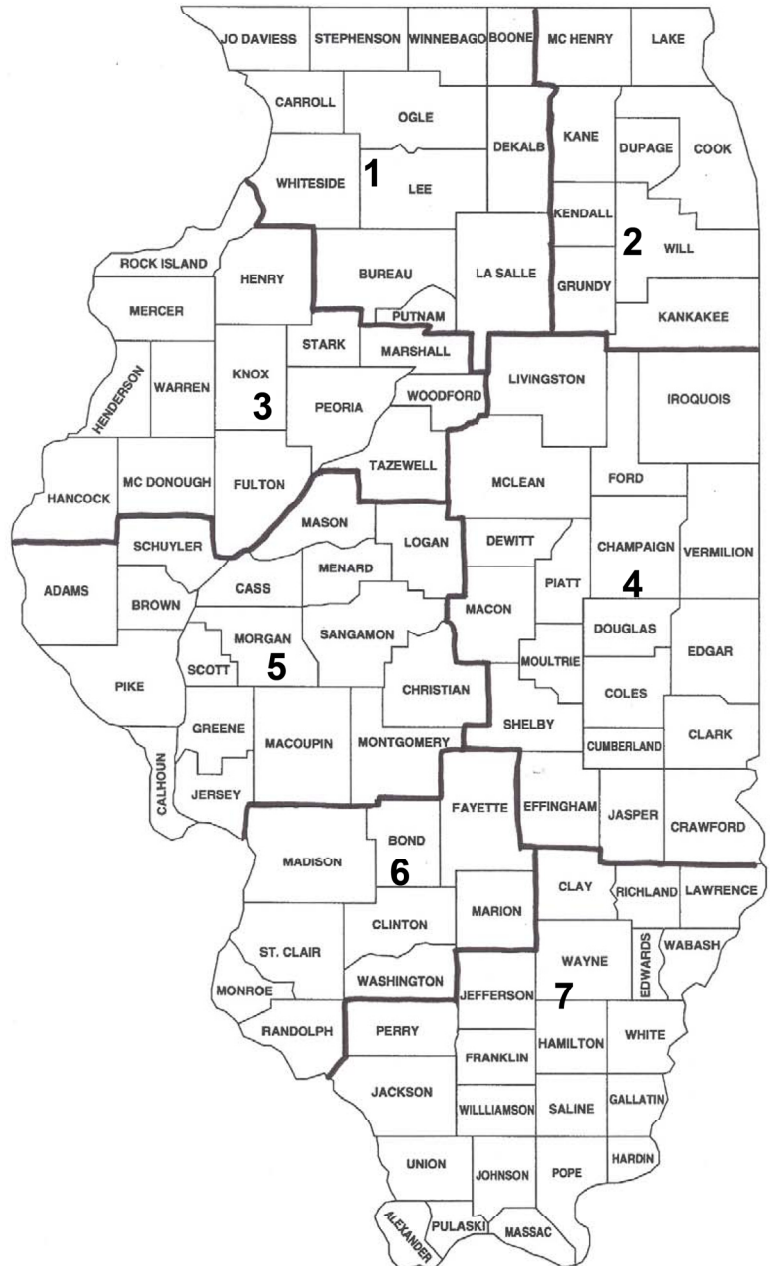 JO DAVIESS
STEPHENSON
WINNEBAGO
BOONE
MC HENRY
LAKE
CARROLL
OGLE
DEKALB
KANE
DUPAGE
COOK
WHITESIDE
1
LEE
KENDALL
2
WILL
ROCK ISLAND
HENRY
BUREAU
LA SALLE
GRUNDY
MERCER
PUTNAM
KANKAKEE
STARK
MARSHALL
HENDERSON
WARREN
KNOX
3
PEORIA
WOODFORD
LIVINGSTON
IROQUOIS
HANCOCK
MC DONOUGH
FULTON
TAZEWELL
MCLEAN
FORD
SCHUYLER
MASON
LOGAN
DEWITT
CHAMPAIGN
VERMILION
ADAMS
BROWN
CASS
MENARD
MACON
PIATT
4
MORGAN
SANGAMON
DOUGLAS
EDGAR
PIKE
SCOTT
5
CHRISTIAN
MOULTRIE
COLES
GREENE
MACOUPIN
MONTGOMERY
SHELBY
CUMBERLAND
CLARK
CALHOUN
JERSEY
FAYETTE
EFFINGHAM
JASPER
CRAWFORD
MADISON
BOND
6
CLAY
RICHLAND
LAWRENCE
MARION
ST. CLAIR
CLINTON
WAYNE
EDWARDS
WABASH
MONROE
WASHINGTON
JEFFERSON
7
RANDOLPH
PERRY
HAMILTON
WHITE
FRANKLIN
JACKSON
WILLLIAMSON
SALINE
GALLATIN
UNION
JOHNSON
POPE
HARDIN
ALEXANDER
PULASKI
MASSAC